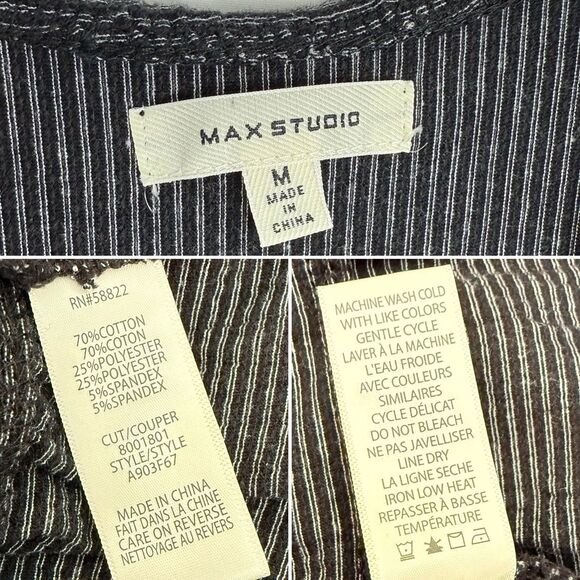 MAX STUDIO
M
MADE
IN
CHINA
RN#58822
70%COTTON
70%COTON
25%POLYESTER
25%POLYESTER
5%SPANDEX
5%SPANDEX
CUT/COUPER
8001801
STYLE/STYLE
A903F67
MADE IN CHINA
FAIT DANS LA CHINE
CARE ON REVERSE
NETTOYAGE AU REVERS
MACHINE WASH COLD
WITH LIKE COLORS
GENTLE CYCLE
LAVER À LA MACHINE
L'EAU FROIDE
AVEC COULEURS
SIMILAIRES
CYCLE DÉLICAT
DO NOT BLEACH
NE PAS JAVELLISER
LINE DRY
LA LIGNE SECHE
IRON LOW HEAT
REPASSER À BASSE
TEMPÉRATURE